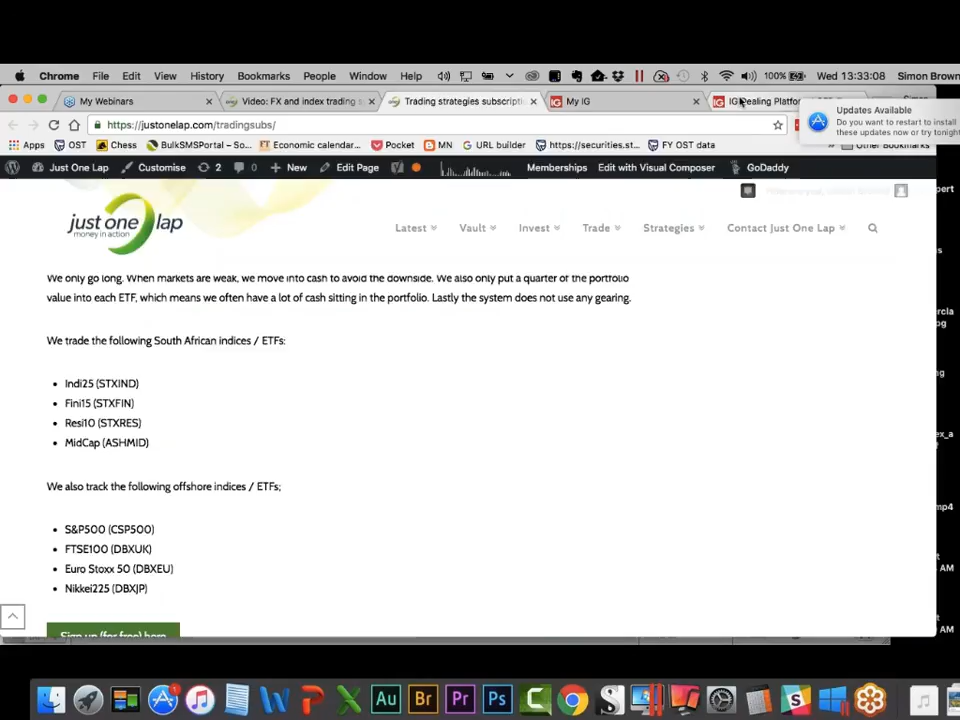 Chrome File Edit View History Bookmarks People Window Help 100% Wed 13:33:08 Simon Brown
My Webinars Video: FX and index trading s Trading strategies subscripti My IG IG Dealing Platfo
Updates Available
Do you want to restart to install
these updates now or try tonight
https://justonelap.com/tradingsubs/
Apps OST Chess BulkSMSPortal – So... Economic calendar... Pocket MN URL builder https://securities.st... FY OST data Other Bookmarks
Just One Lap Customise 2 0 New Edit Page Memberships Edit with Visual Composer GoDaddy
just one lap
money in action
Latest Vault Invest Trade Strategies Contact Just One Lap
We only go long. When markets are weak, we move into cash to avoid the downside. We also only put a quarter of the portfolio
value into each ETF, which means we often have a lot of cash sitting in the portfolio. Lastly the system does not use any gearing.
We trade the following South African indices / ETFs:
Indi25 (STXIND)
Fini15 (STXFIN)
Resi10 (STXRES)
MidCap (ASHMID)
We also track the following offshore indices / ETFs;
S&P500 (CSP500)
FTSE100 (DBXUK)
Euro Stoxx 50 (DBXEU)
Nikkei225 (DBXJP)
Sign up (for free) here
Au Br Pr Ps